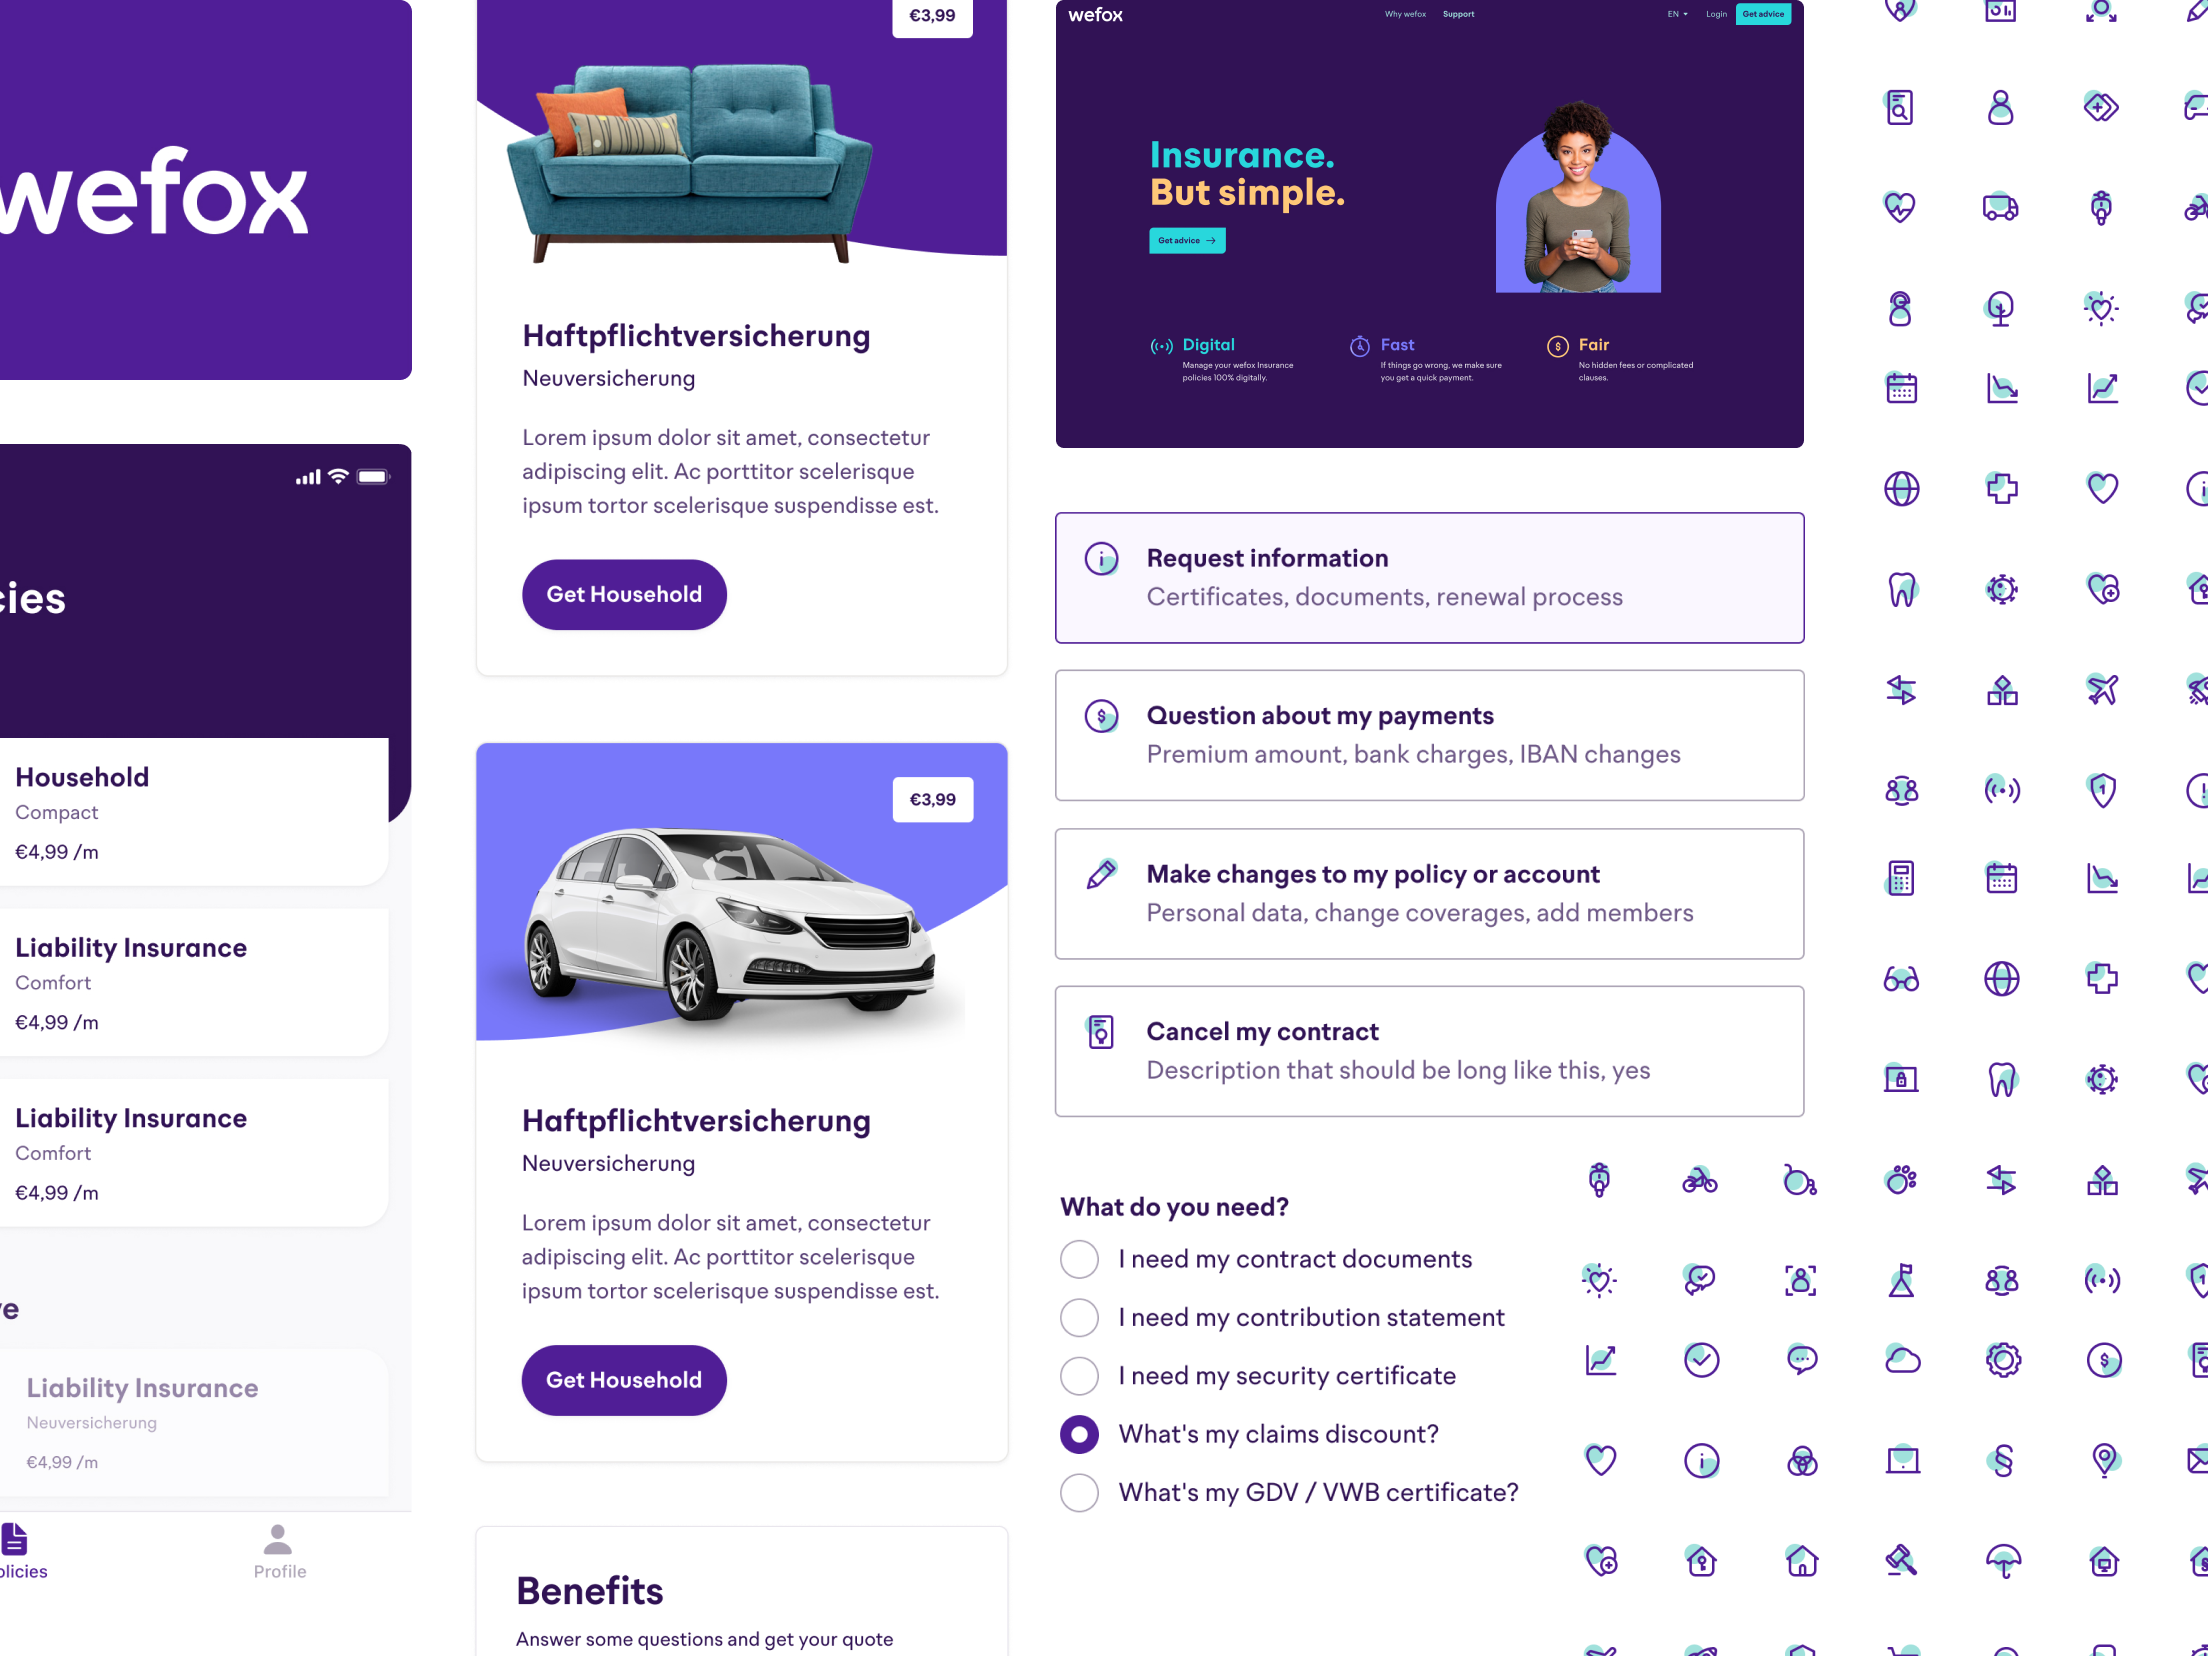 wefox
cies
Household
Compact
€4,99 /m
Liability Insurance
Comfort
€4,99 /m
Liability Insurance
Comfort
€4,99 /m
e
Liability Insurance
Neuversicherung
€4,99 /m
olicies
Profile
€3,99
Haftpflichtversicherung
Neuversicherung
Lorem ipsum dolor sit amet, consectetur
adipiscing elit. Ac porttitor scelerisque
ipsum tortor scelerisque suspendisse est.
Get Household
€3,99
Haftpflichtversicherung
Neuversicherung
Lorem ipsum dolor sit amet, consectetur
adipiscing elit. Ac porttitor scelerisque
ipsum tortor scelerisque suspendisse est.
Get Household
Benefits
Answer some questions and get your quote
wefox
Why wefox
Support
EN
Login
Get advice
Insurance.
But simple.
Get advice
Digital
Manage your wefox Insurance
policies 100% digitally.
Fast
If things go wrong, we make sure
you get a quick payment.
Fair
No hidden fees or complicated
clauses.
Request information
Certificates, documents, renewal process
Question about my payments
Premium amount, bank charges, IBAN changes
Make changes to my policy or account
Personal data, change coverages, add members
Cancel my contract
Description that should be long like this, yes
What do you need?
I need my contract documents
I need my contribution statement
I need my security certificate
What's my claims discount?
What's my GDV / VWB certificate?